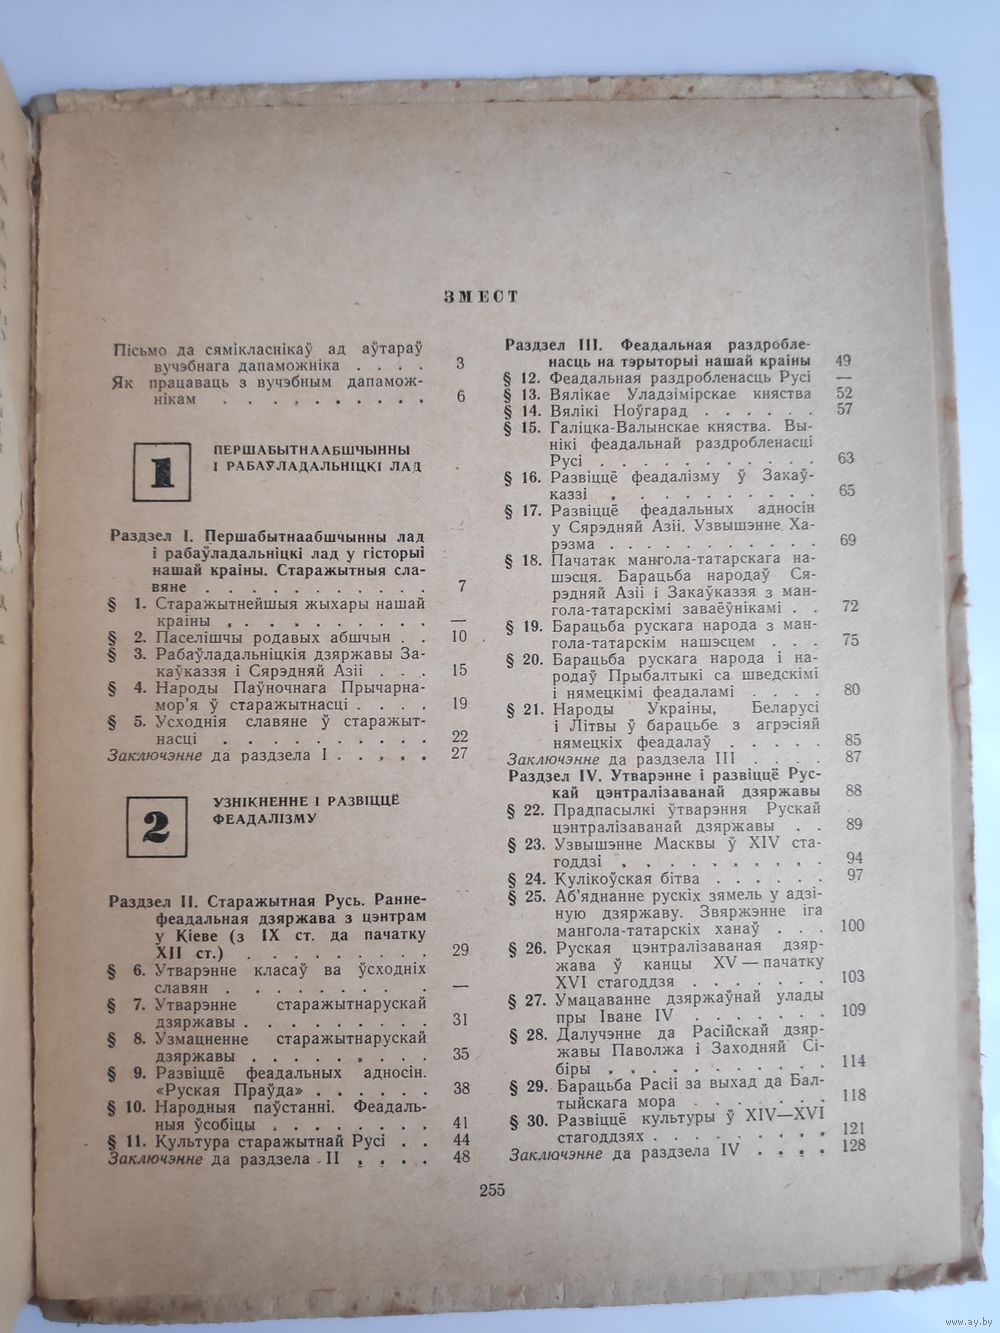 ЗМЕСТ
Пісьмо да сямікласнікаў ад аўтараў
вучэбнага дапаможніка . . . . 3
Як працаваць з вучэбным дапамож-
нікам . . . . . . . . . . 6
1
ПЕРШАБЫТНААБШЧЫННЫ
І РАБАЎЛАДАЛЬНІЦКІ ЛАД
Раздзел I. Першабытнаабшчынны лад
і рабаўладальніцкі лад у гісторыі
нашай краіны. Старажытныя сла-
вяне . . . . . . . . . . . 7
§ 1. Старажытнейшыя жыхары нашай
краіны . . . . . . . . . . —
§ 2. Паселішчы родавых абшчын . . 10
§ 3. Рабаўладальніцкія дзяржавы За-
каўказзя і Сярэдняй Азіі . . . 15
§ 4. Народы Паўночнага Прычарна-
мор'я ў старажытнасці . . . . 19
§ 5. Усходнія славяне ў старажыт-
насці . . . . . . . . . . 22
Заключэнне да раздзела I . . . . . 27
2
УЗНІКНЕННЕ І РАЗВІЦЦЁ
ФЕАДАЛІЗМУ
Раздзел II. Старажытная Русь. Ранне-
феадальная дзяржава з цэнтрам
у Кіеве (з IX ст. да пачатку
XII ст.) . . . . . . . . . 29
§ 6. Утварэнне класаў ва ўсходніх
славян . . . . . . . . . . —
§ 7. Утварэнне старажытнарускай
дзяржавы . . . . . . . . . 31
§ 8. Узмацненне старажытнарускай
дзяржавы . . . . . . . . . 35
§ 9. Развіццё феадальных адносін.
«Руская Праўда» . . . . . . 38
§ 10. Народныя паўстанні. Феадаль-
ныя ўсобіцы . . . . . . . . 41
§ 11. Культура старажытнай Русі . . 44
Заключэнне да раздзела II . . . . 48
Раздзел III. Феадальная раздробле-
насць на тэрыторыі нашай краіны 49
§ 12. Феадальная раздробленасць Русі —
§ 13. Вялікае Уладзімірскае княства 52
§ 14. Вялікі Ноўгарад . . . . . . 57
§ 15. Галіцка-Валынскае княства. Вы-
нікі феадальнай раздробленасці
Русі . . . . . . . . . . . 63
§ 16. Развіццё феадалізму ў Закаў-
каззі . . . . . . . . . . 65
§ 17. Развіццё феадальных адносін
у Сярэдняй Азіі. Узвышэнне Ха-
рэзма . . . . . . . . . . . 69
§ 18. Пачатак мангола-татарскага на-
шэсця. Барацьба народаў Ся-
рэдняй Азіі і Закаўказзя з ман-
гола-татарскімі заваёўнікамі . . 72
§ 19. Барацьба рускага народа з ман-
гола-татарскім нашэсцем . . . 75
§ 20. Барацьба рускага народа і на-
родаў Прыбалтыкі са шведскімі
і нямецкімі феадаламі . . . . 80
§ 21. Народы Украіны, Беларусі
і Літвы ў барацьбе з агрэсіяй
нямецкіх феадалаў . . . . . 85
Заключэнне да раздзела III . . . . 87
Раздзел IV. Утварэнне і развіццё Рус-
кай цэнтралізаванай дзяржавы 88
§ 22. Прадпасылкі ўтварэння Рускай
цэнтралізаванай дзяржавы . . 89
§ 23. Узвышэнне Масквы ў XIV ста-
годдзі . . . . . . . . . . 94
§ 24. Кулікоўская бітва . . . . . . 97
§ 25. Аб'яднанне рускіх зямель у адзі-
ную дзяржаву. Звяржэнне іга
мангола-татарскіх ханаў . . . 100
§ 26. Руская цэнтралізаваная дзяр-
жава ў канцы XV — пачатку
XVI стагоддзя . . . . . . . 103
§ 27. Умацаванне дзяржаўнай улады
пры Іване IV . . . . . . . 109
§ 28. Далучэнне да Расійскай дзяр-
жавы Паволжа і Заходняй Сі-
біры . . . . . . . . . . . 114
§ 29. Барацьба Расіі за выхад да Бал-
тыйскага мора . . . . . . . 118
§ 30. Развіццё культуры ў XIV—XVI
стагоддзях . . . . . . . . . 121
Заключэнне да раздзела IV . . . . 128
255
www.ay.by